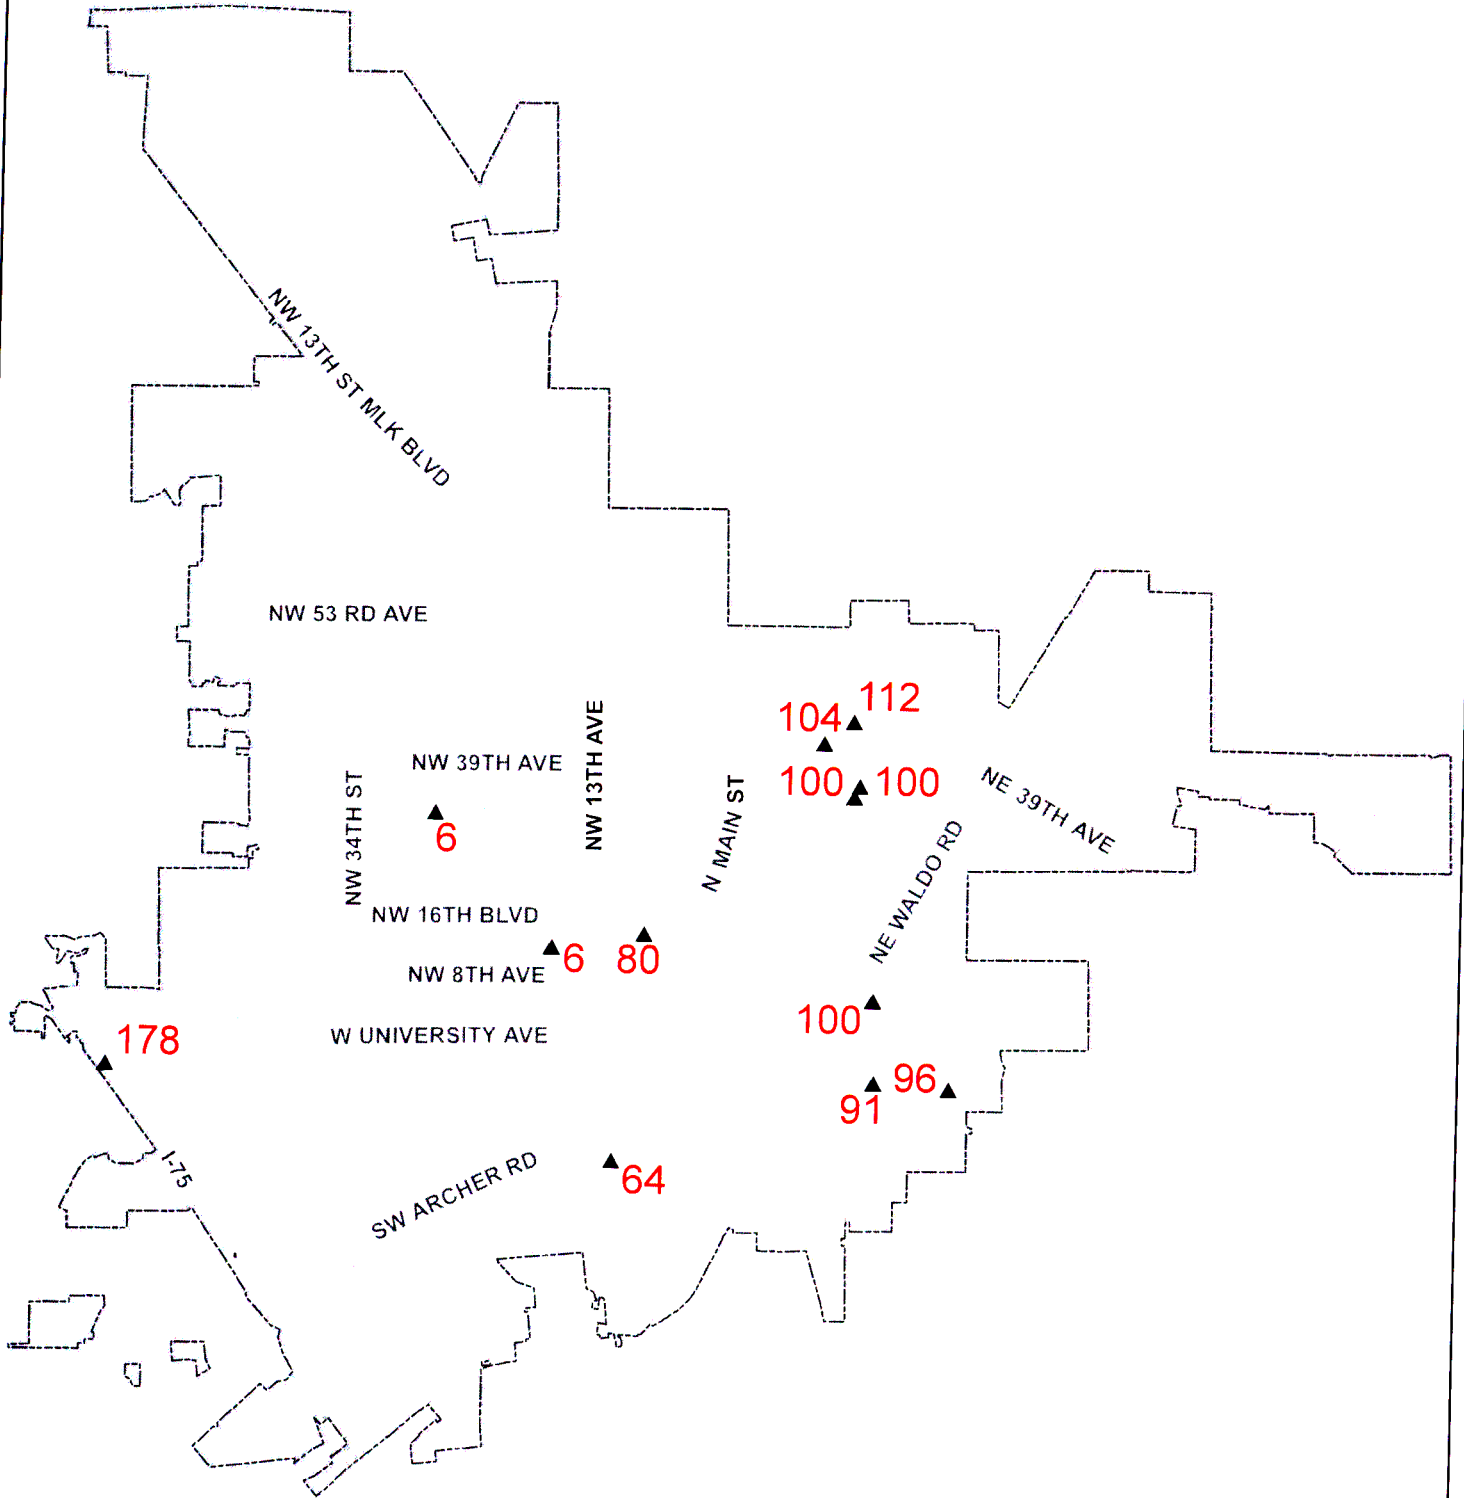 NW 13TH ST MLK BLVD
NW 53 RD AVE
112
104
NW 39TH AVE
NW 13TH AVE
100
100
NE 39TH AVE
N MAIN ST
NW 34TH ST
6
NE WALDO RD
NW 16TH BLVD
6
80
NW 8TH AVE
100
W UNIVERSITY AVE
178
96
91
I-75
SW ARCHER RD
64